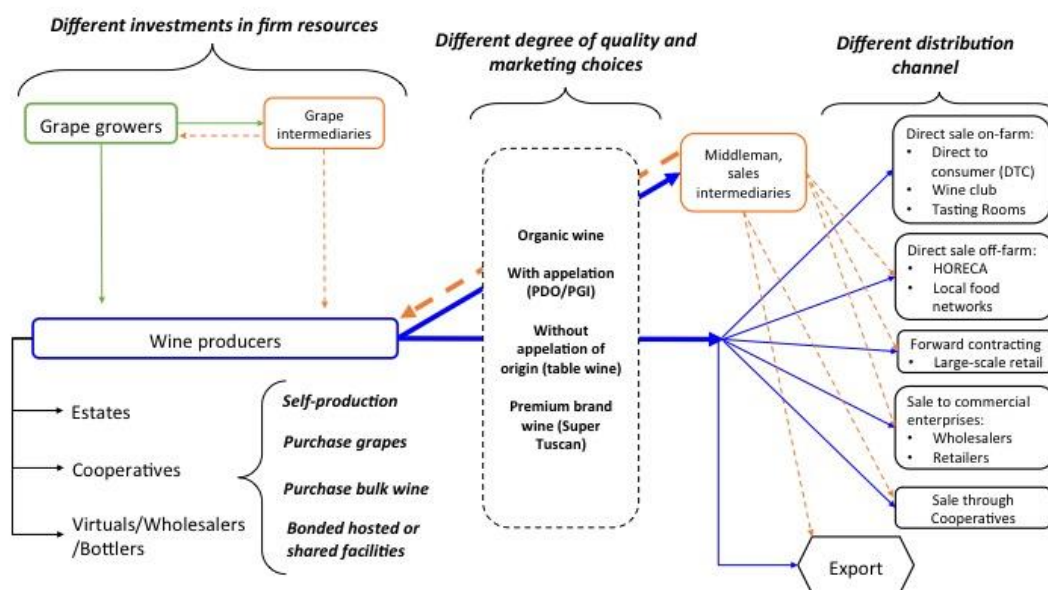 Different investments in firm resources
Different degree of quality and
marketing choices
Different distribution
channel
Grape growers
Grape
intermediaries
Wine producers
Estates
Cooperatives
Virtuals/Wholesalers
/Bottlers
Self-production
Purchase grapes
Purchase bulk wine
Bonded hosted or
shared facilities
Organic wine
With appelation
(PDO/PGI)
Without
appelation of
origin (table wine)
Premium brand
wine (Super
Tuscan)
Middleman,
sales
intermediaries
Direct sale on-farm:
• Direct to
consumer (DTC)
• Wine club
• Tasting Rooms
Direct sale off-farm:
• HORECA
• Local food
networks
Forward contracting
• Large-scale retail
Sale to commercial
enterprises:
• Wholesalers
• Retailers
Sale through
Cooperatives
Export